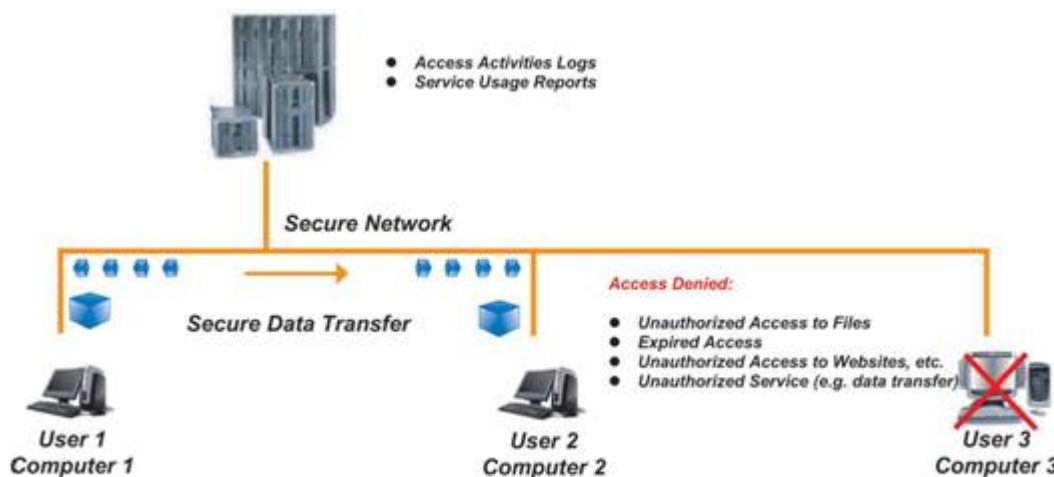 Access Activities Logs
Service Usage Reports
Secure Network
Secure Data Transfer
Access Denied:
Unauthorized Access to Files
Expired Access
Unauthorized Access to Websites, etc.
Unauthorized Service (e.g. data transfer)
User 1
Computer 1
User 2
Computer 2
User 3
Computer 3